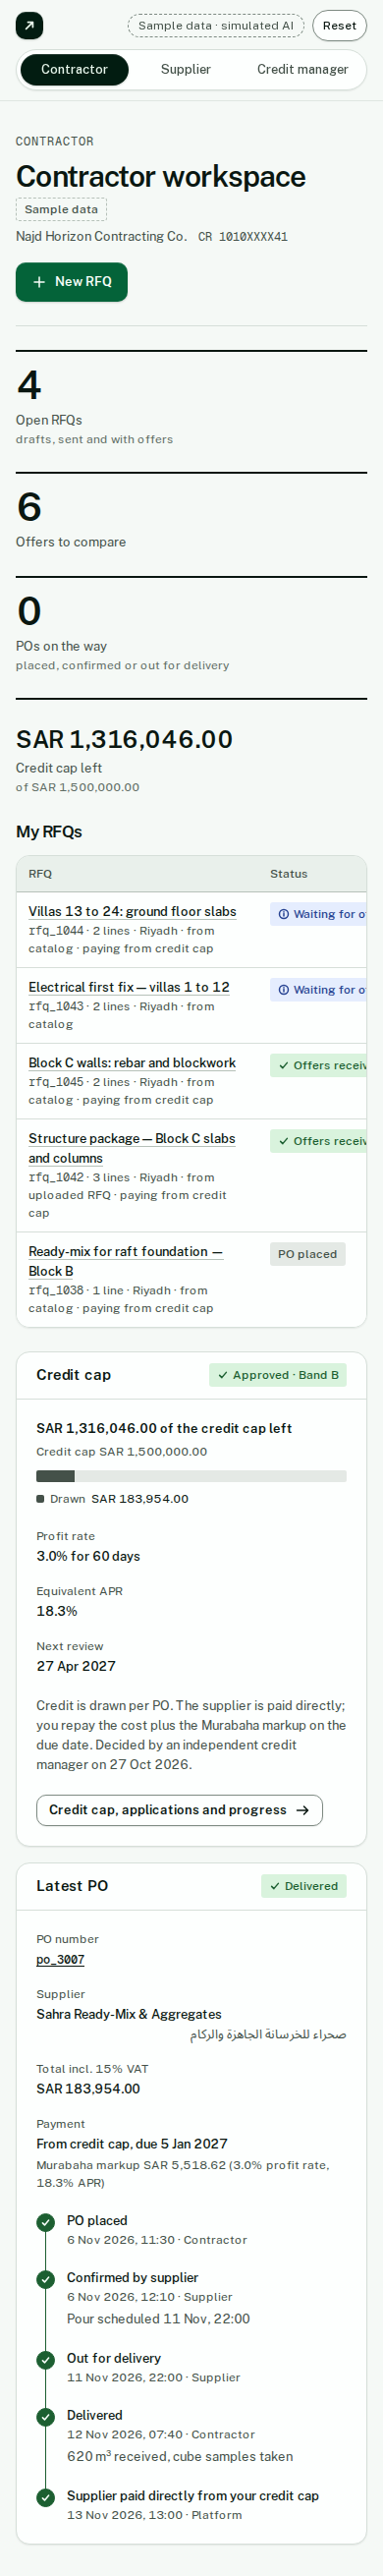 Sample data · simulated AI
Reset
Contractor
Supplier
Credit manager
CONTRACTOR
Contractor workspace
Sample data
Najd Horizon Contracting Co. CR 1010XXXX41
+ New RFQ
4
Open RFQs
drafts, sent and with offers
6
Offers to compare
0
POs on the way
placed, confirmed or out for delivery
SAR 1,316,046.00
Credit cap left
of SAR 1,500,000.00
My RFQs
RFQ
Status
Villas 13 to 24: ground floor slabs
rfq_1044 · 2 lines · Riyadh · from
catalog · paying from credit cap
Waiting for o
Electrical first fix — villas 1 to 12
rfq_1043 · 2 lines · Riyadh · from
catalog
Waiting for o
Block C walls: rebar and blockwork
rfq_1045 · 2 lines · Riyadh · from
catalog · paying from credit cap
Offers receiv
Structure package — Block C slabs
and columns
rfq_1042 · 3 lines · Riyadh · from
uploaded RFQ · paying from credit
cap
Offers receiv
Ready-mix for raft foundation —
Block B
rfq_1038 · 1 line · Riyadh · from
catalog · paying from credit cap
PO placed
Credit cap
Approved · Band B
SAR 1,316,046.00 of the credit cap left
Credit cap SAR 1,500,000.00
Drawn SAR 183,954.00
Profit rate
3.0% for 60 days
Equivalent APR
18.3%
Next review
27 Apr 2027
Credit is drawn per PO. The supplier is paid directly;
you repay the cost plus the Murabaha markup on the
due date. Decided by an independent credit
manager on 27 Oct 2026.
Credit cap, applications and progress →
Latest PO
Delivered
PO number
po_3007
Supplier
Sahra Ready-Mix & Aggregates
صحراء للخرسانة الجاهزة والركام
Total incl. 15% VAT
SAR 183,954.00
Payment
From credit cap, due 5 Jan 2027
Murabaha markup SAR 5,518.62 (3.0% profit rate,
18.3% APR)
PO placed
6 Nov 2026, 11:30 · Contractor
Confirmed by supplier
6 Nov 2026, 12:10 · Supplier
Pour scheduled 11 Nov, 22:00
Out for delivery
11 Nov 2026, 22:00 · Supplier
Delivered
12 Nov 2026, 07:40 · Contractor
620 m³ received, cube samples taken
Supplier paid directly from your credit cap
13 Nov 2026, 13:00 · Platform